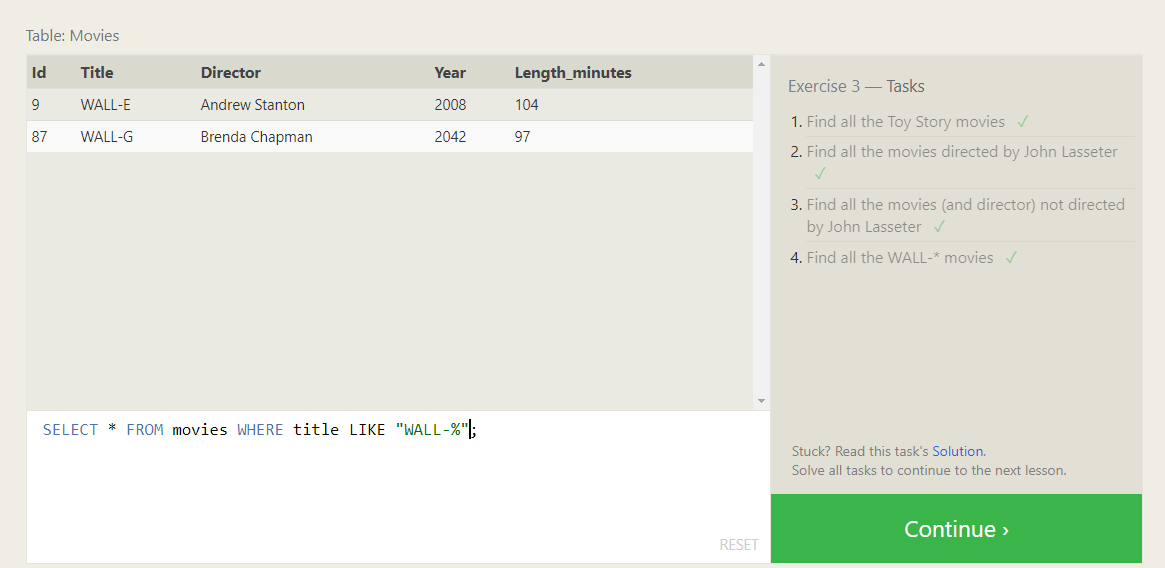 Table: Movies
Id Title Director Year Length_minutes
9 WALL-E Andrew Stanton 2008 104
87 WALL-G Brenda Chapman 2042 97
SELECT * FROM movies WHERE title LIKE "WALL-%";
RESET
Exercise 3 — Tasks
1. Find all the Toy Story movies ✓
2. Find all the movies directed by John Lasseter
✓
3. Find all the movies (and director) not directed
by John Lasseter ✓
4. Find all the WALL-* movies ✓
Stuck? Read this task's Solution.
Solve all tasks to continue to the next lesson.
Continue ›